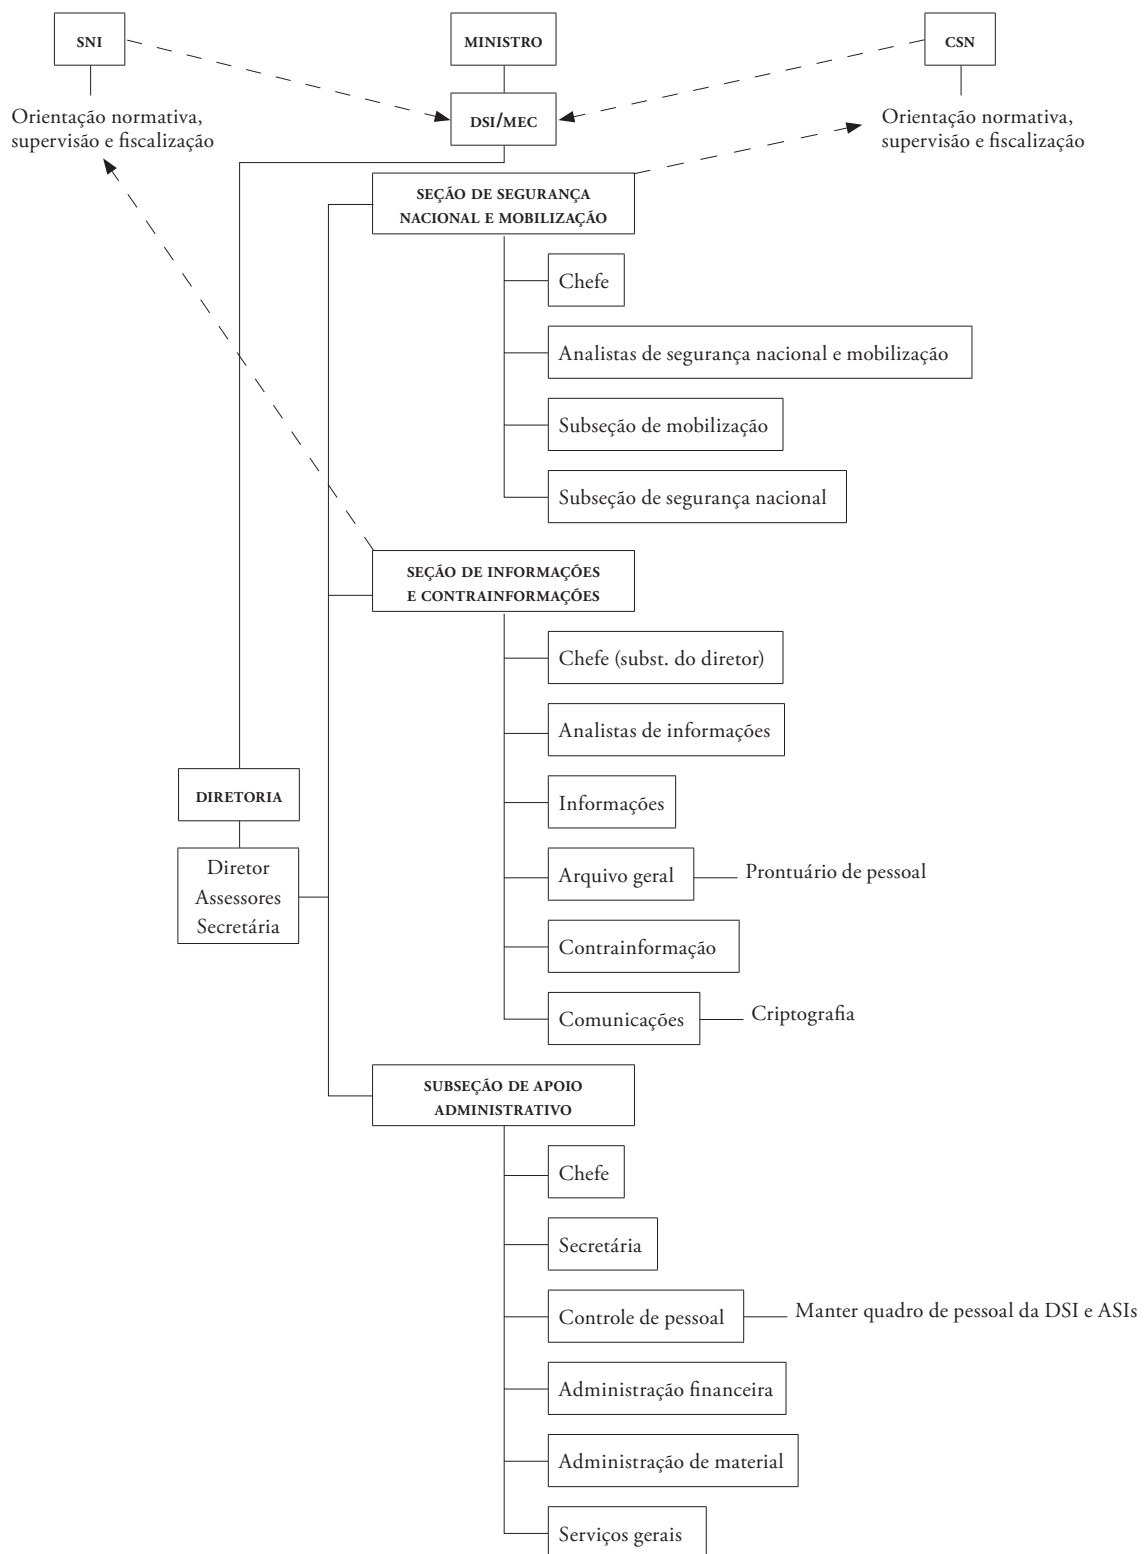 SNI
MINISTRO
CSN
DSI/MEC
Orientação normativa,
supervisão e fiscalização
Orientação normativa,
supervisão e fiscalização
SEÇÃO DE SEGURANÇA
NACIONAL E MOBILIZAÇÃO
Chefe
Analistas de segurança nacional e mobilização
Subseção de mobilização
Subseção de segurança nacional
SEÇÃO DE INFORMAÇÕES
E CONTRAINFORMAÇÕES
Chefe (subst. do diretor)
Analistas de informações
DIRETORIA
Informações
Diretor
Assessores
Secretária
Arquivo geral
Prontuário de pessoal
Contrainformação
Comunicações
Criptografia
SUBSEÇÃO DE APOIO
ADMINISTRATIVO
Chefe
Secretária
Controle de pessoal
Manter quadro de pessoal da DSI e ASIs
Administração financeira
Administração de material
Serviços gerais